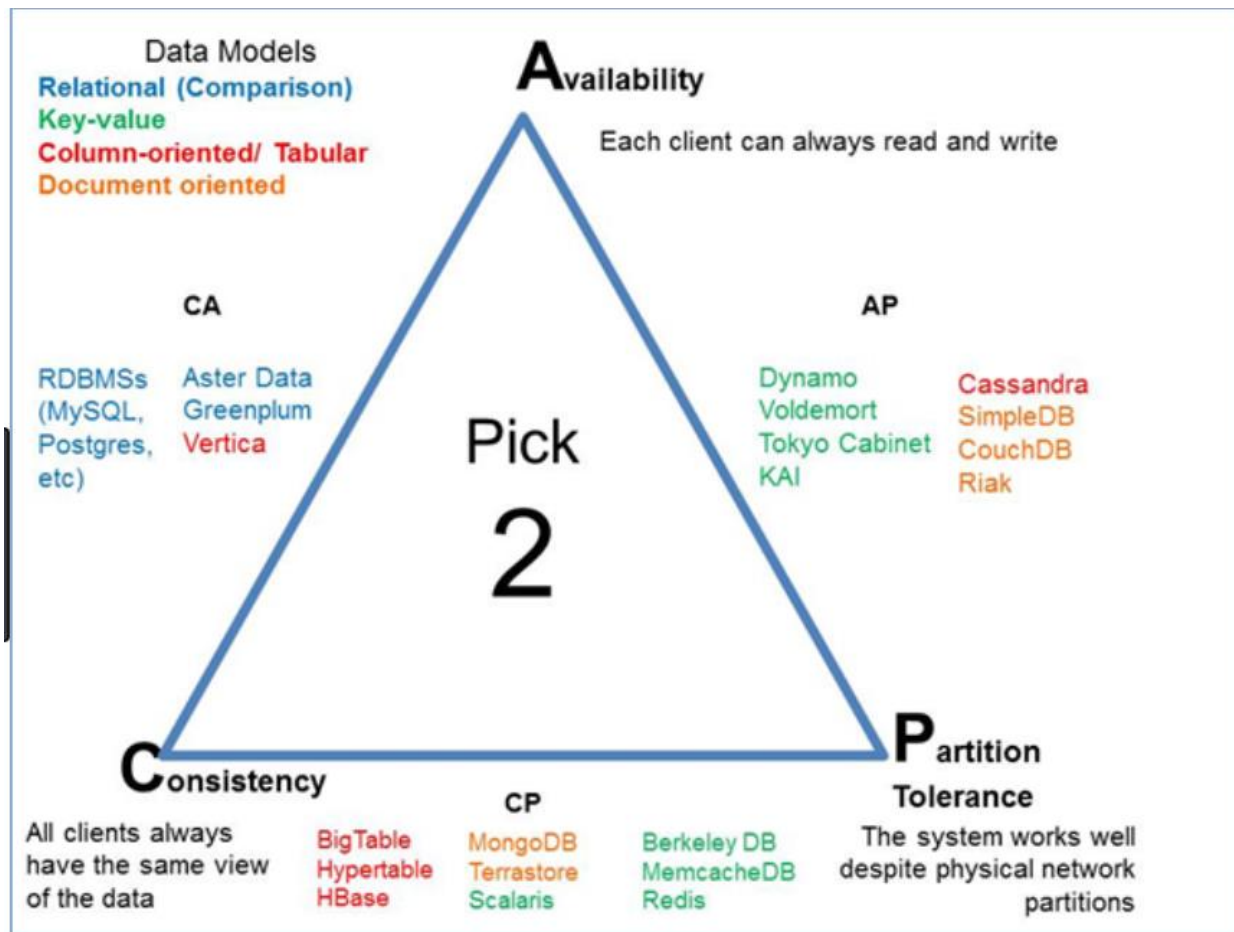 Data Models
Relational (Comparison)
Key-value
Column-oriented/ Tabular
Document oriented
Availability
Each client can always read and write
CA
RDBMSs
(MySQL,
Postgres,
etc)
Aster Data
Greenplum
Vertica
Pick
2
AP
Dynamo
Voldemort
Tokyo Cabinet
KAI
Cassandra
SimpleDB
CouchDB
Riak
Consistency
All clients always
have the same view
of the data
CP
BigTable
Hypertable
HBase
MongoDB
Terrastore
Scalaris
Berkeley DB
MemcacheDB
Redis
Partition
Tolerance
The system works well
despite physical network
partitions